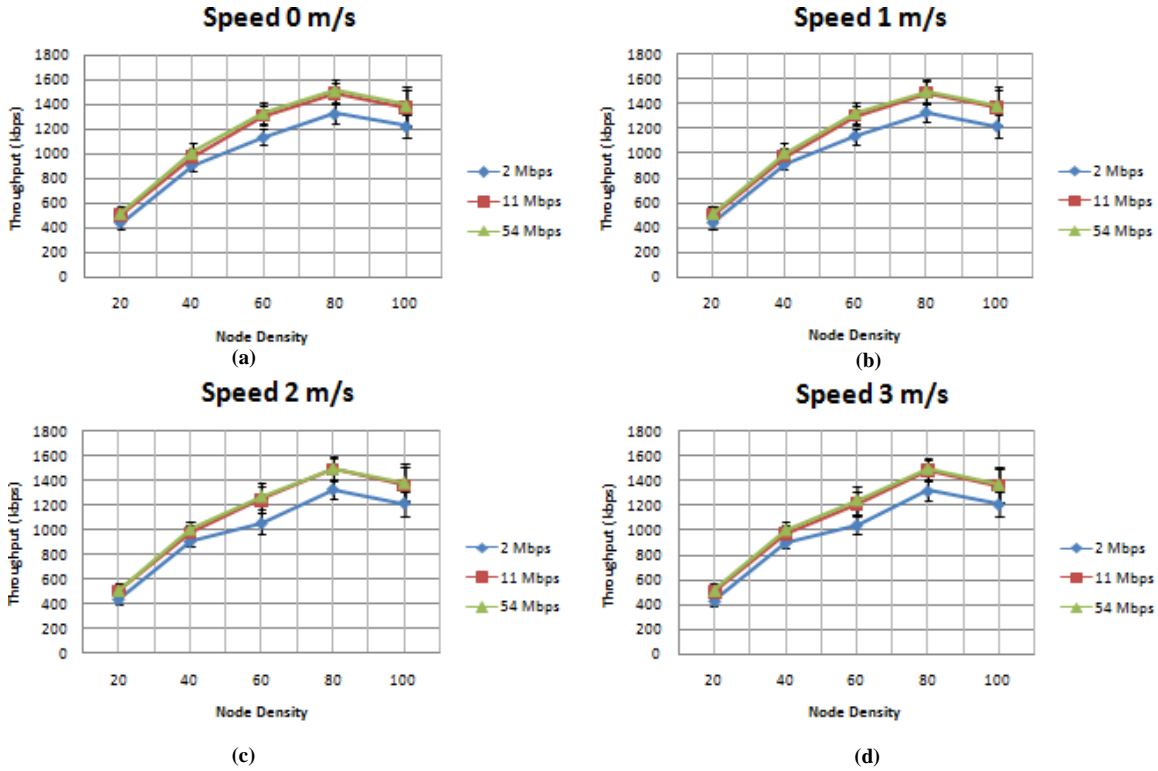 Speed 0 m/s
Throughput (kbps)
1800
1600
1400
1200
1000
800
600
400
200
0
20 40 60 80 100
Node Density
2 Mbps
11 Mbps
54 Mbps
(a)
Speed 1 m/s
Throughput (kbps)
1800
1600
1400
1200
1000
800
600
400
200
0
20 40 60 80 100
Node Density
2 Mbps
11 Mbps
54 Mbps
(b)
Speed 2 m/s
Throughput (kbps)
1800
1600
1400
1200
1000
800
600
400
200
0
20 40 60 80 100
Node Density
2 Mbps
11 Mbps
54 Mbps
(c)
Speed 3 m/s
Throughput (kbps)
1800
1600
1400
1200
1000
800
600
400
200
0
20 40 60 80 100
Node Density
2 Mbps
11 Mbps
54 Mbps
(d)